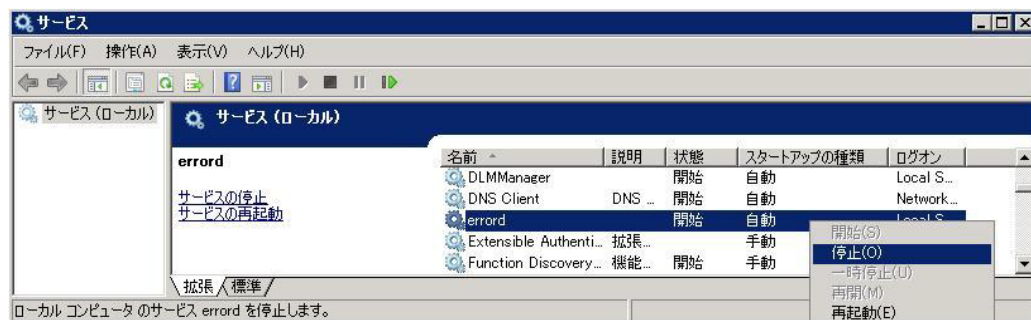 サービス
ファイル(F) 操作(A) 表示(V) ヘルプ(H)
サービス (ローカル)
サービス (ローカル)
errord
サービスの停止
サービスの再起動
名前 説明 状態 スタートアップの種類 ログオン
DLMManager 開始 自動 Local S...
DNS Client DNS ... 開始 自動 Network...
errord 開始 自動 Local S...
Extensible Authenti... 拡張... 手動
Function Discovery... 機能... 開始 手動
開始(S)
停止(O)
一時停止(U)
再開(M)
再起動(E)
拡張 標準
ローカル コンピュータ のサービス errord を停止します。